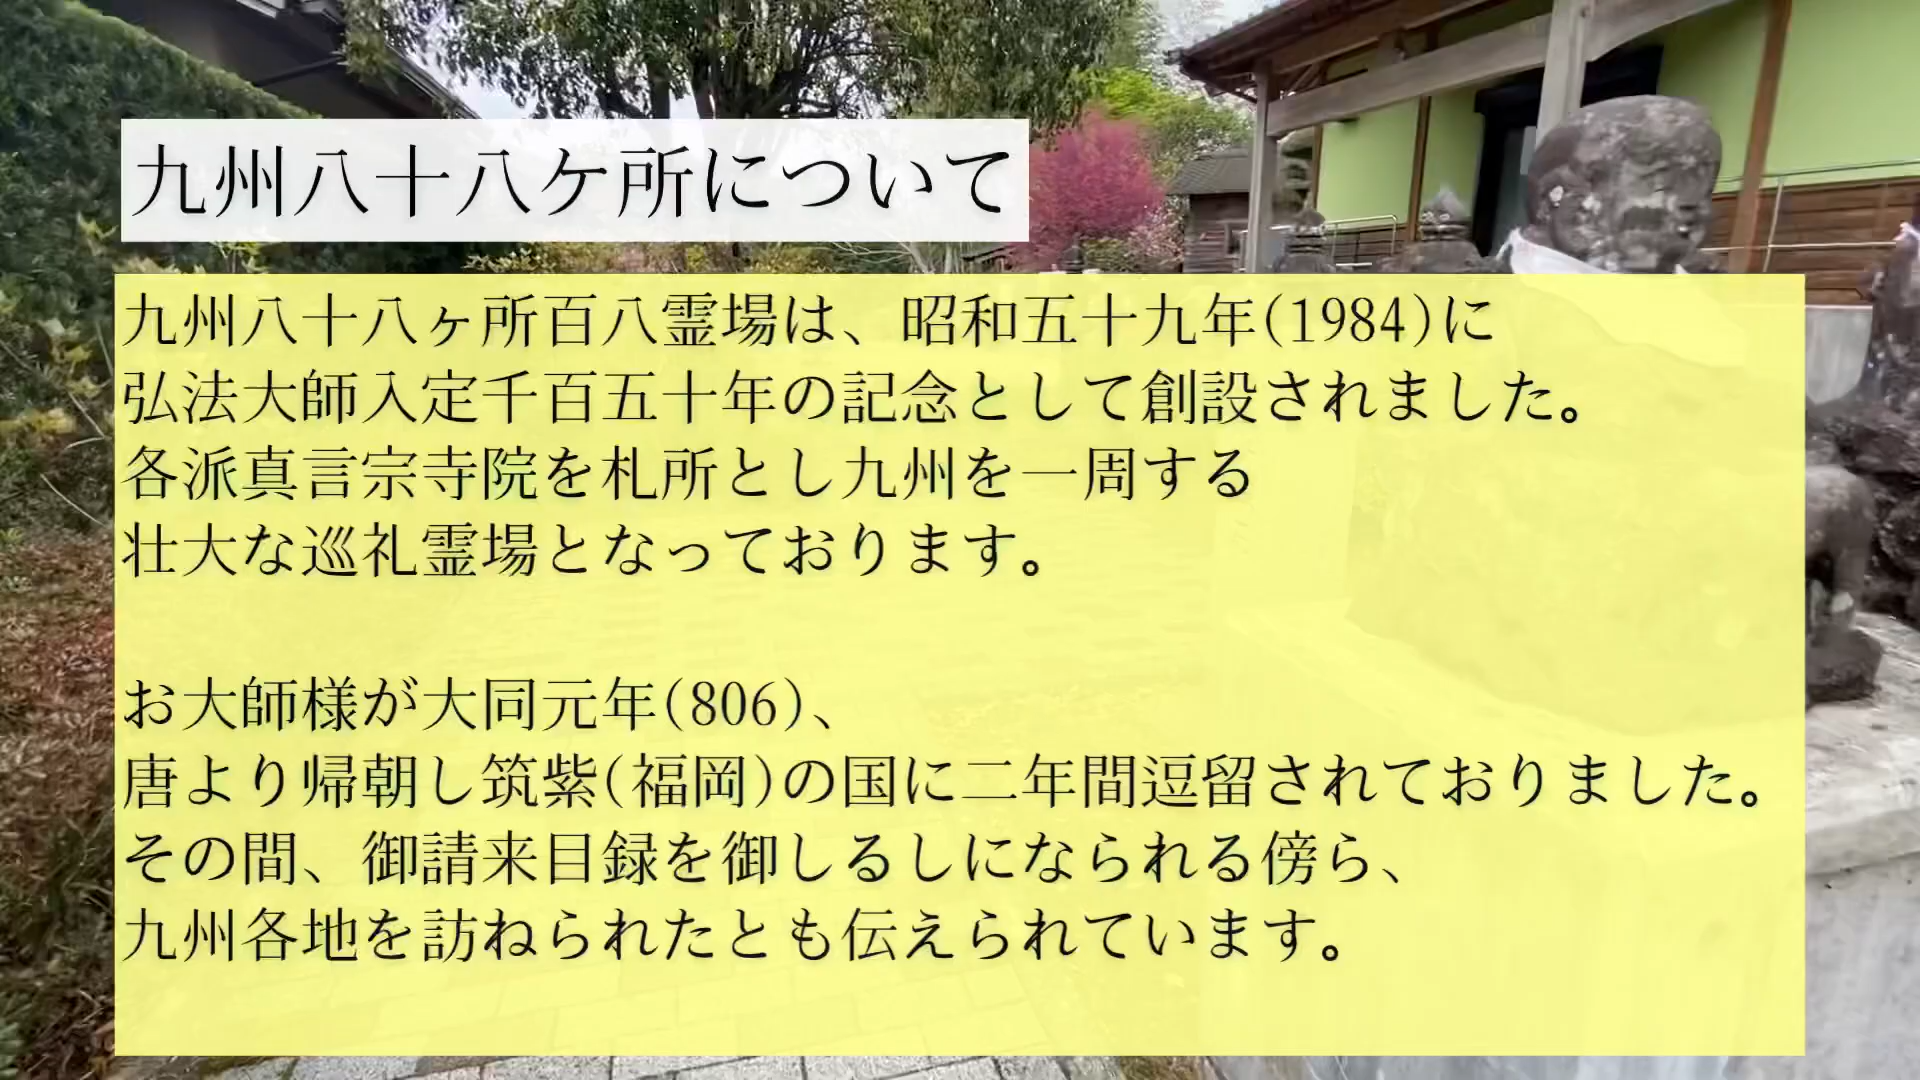 九州八十八ケ所について
九州八十八ヶ所百八霊場は、昭和五十九年(1984)に
弘法大師入定千百五十年の記念として創設されました。
各派真言宗寺院を札所とし九州を一周する
壮大な巡礼霊場となっております。
お大師様が大同元年(806)、
唐より帰朝し筑紫(福岡)の国に二年間逗留されておりました。
その間、御請来目録を御しるしになられる傍ら、
九州各地を訪ねられたとも伝えられています。